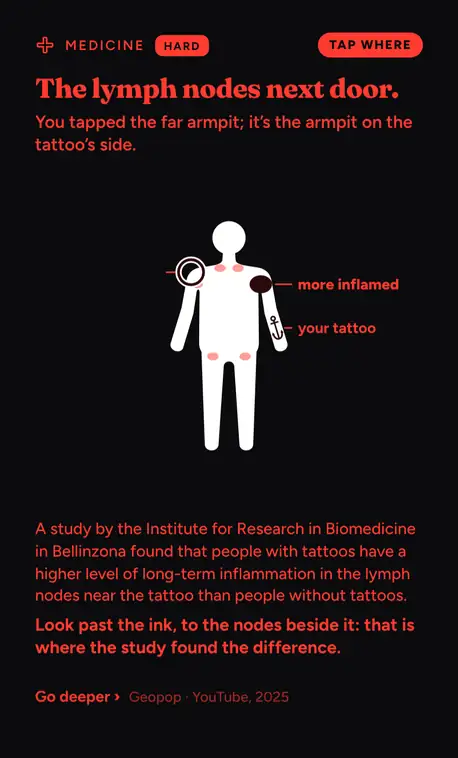 MEDICINE HARD TAP WHERE
The lymph nodes next door.
You tapped the far armpit; it's the armpit on the
tattoo's side.
more inflamed
your tattoo
A study by the Institute for Research in Biomedicine
in Bellinzona found that people with tattoos have a
higher level of long-term inflammation in the lymph
nodes near the tattoo than people without tattoos.
Look past the ink, to the nodes beside it: that is
where the study found the difference.
Go deeper › Geopop · YouTube, 2025